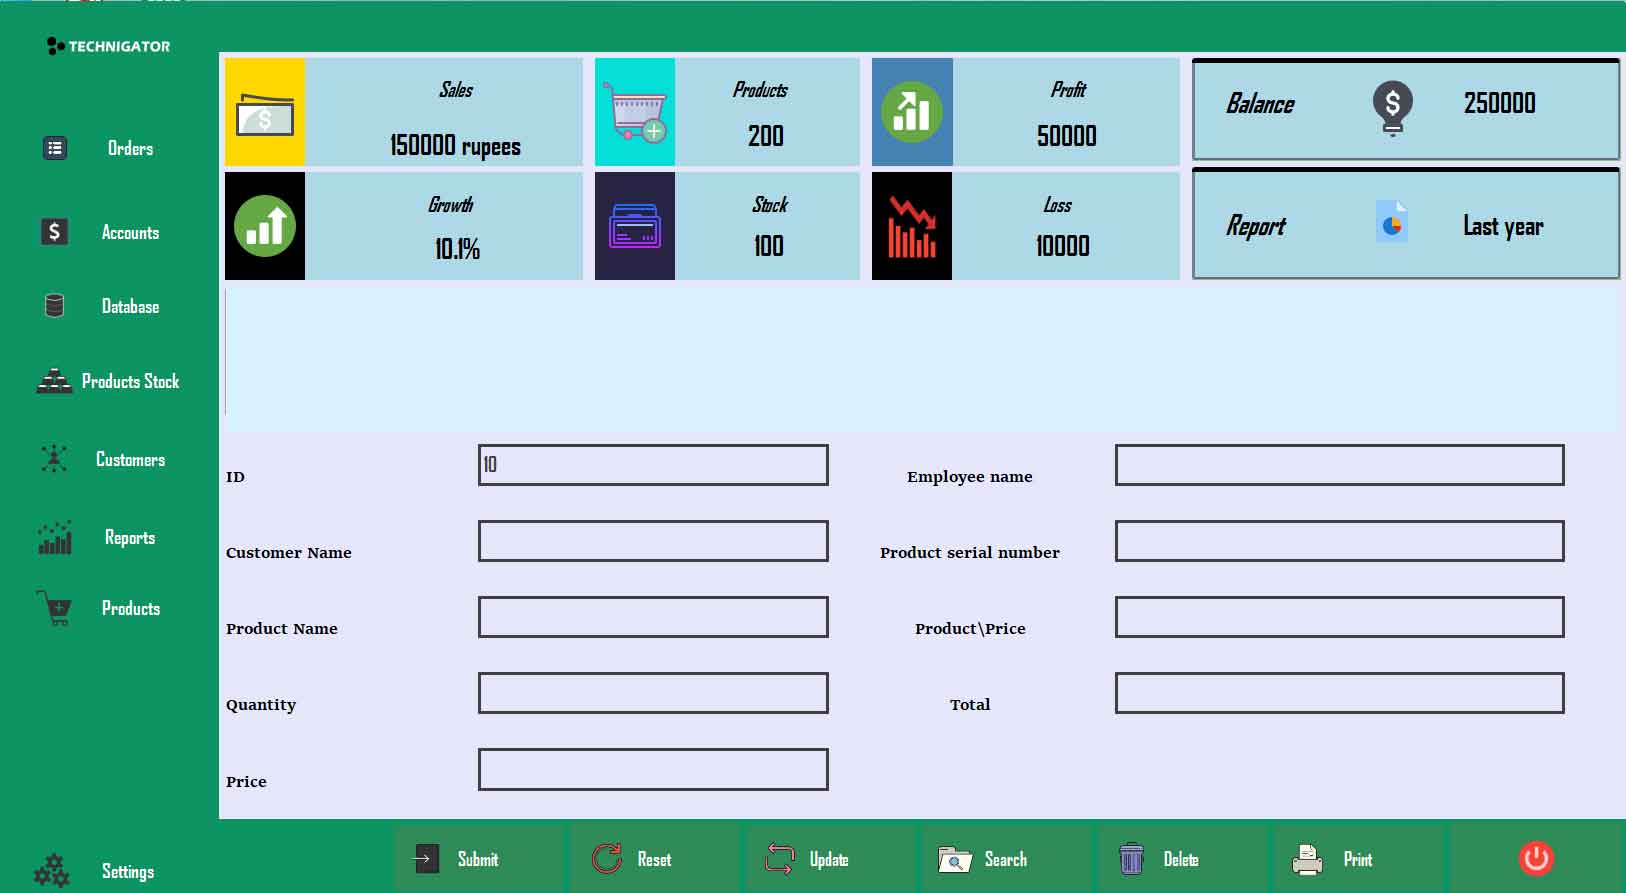 TECHNIGATOR
Orders
Accounts
Database
Products Stock
Customers
Reports
Products
Settings
Sales
150000 rupees
Products
200
Profit
50000
Balance
250000
Growth
10.1%
Stock
100
Loss
10000
Report
Last year
ID
10
Employee name
Customer Name
Product serial number
Product Name
Product\Price
Quantity
Total
Price
Submit
Reset
Update
Search
Delete
Print